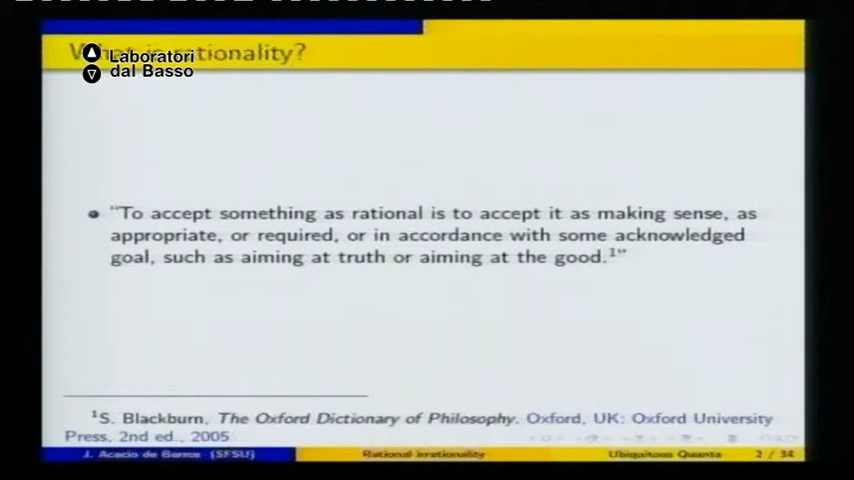 What is rationality?
Laboratori
dal Basso
"To accept something as rational is to accept it as making sense, as
appropriate, or required, or in accordance with some acknowledged
goal, such as aiming at truth or aiming at the good.¹"
¹S. Blackburn, The Oxford Dictionary of Philosophy. Oxford, UK: Oxford University
Press, 2nd ed., 2005
J. Acacio de Barros (SFSU) Rational irrationality Ubiquitous Quanta 2 / 34